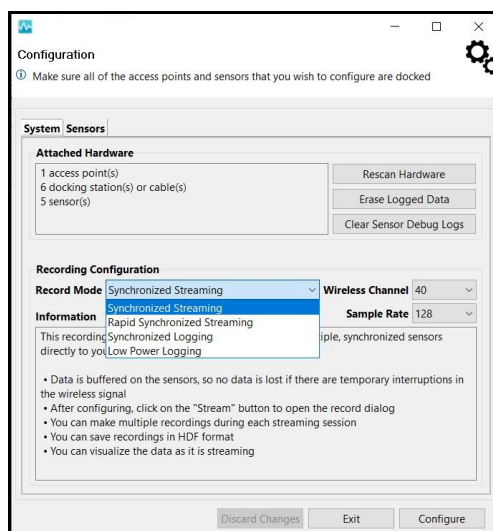 Configuration
Make sure all of the access points and sensors that you wish to configure are docked
System Sensors
Attached Hardware
1 access point(s)
6 docking station(s) or cable(s)
5 sensor(s)
Rescan Hardware
Erase Logged Data
Clear Sensor Debug Logs
Recording Configuration
Record Mode Synchronized Streaming Wireless Channel 40
Synchronized Streaming
Rapid Synchronized Streaming
Synchronized Logging
Low Power Logging
Information Sample Rate 128
This recording iple, synchronized sensors
directly to you
• Data is buffered on the sensors, so no data is lost if there are temporary interruptions in
the wireless signal
• After configuring, click on the "Stream" button to open the record dialog
• You can make multiple recordings during each streaming session
• You can save recordings in HDF format
• You can visualize the data as it is streaming
Discard Changes Exit Configure